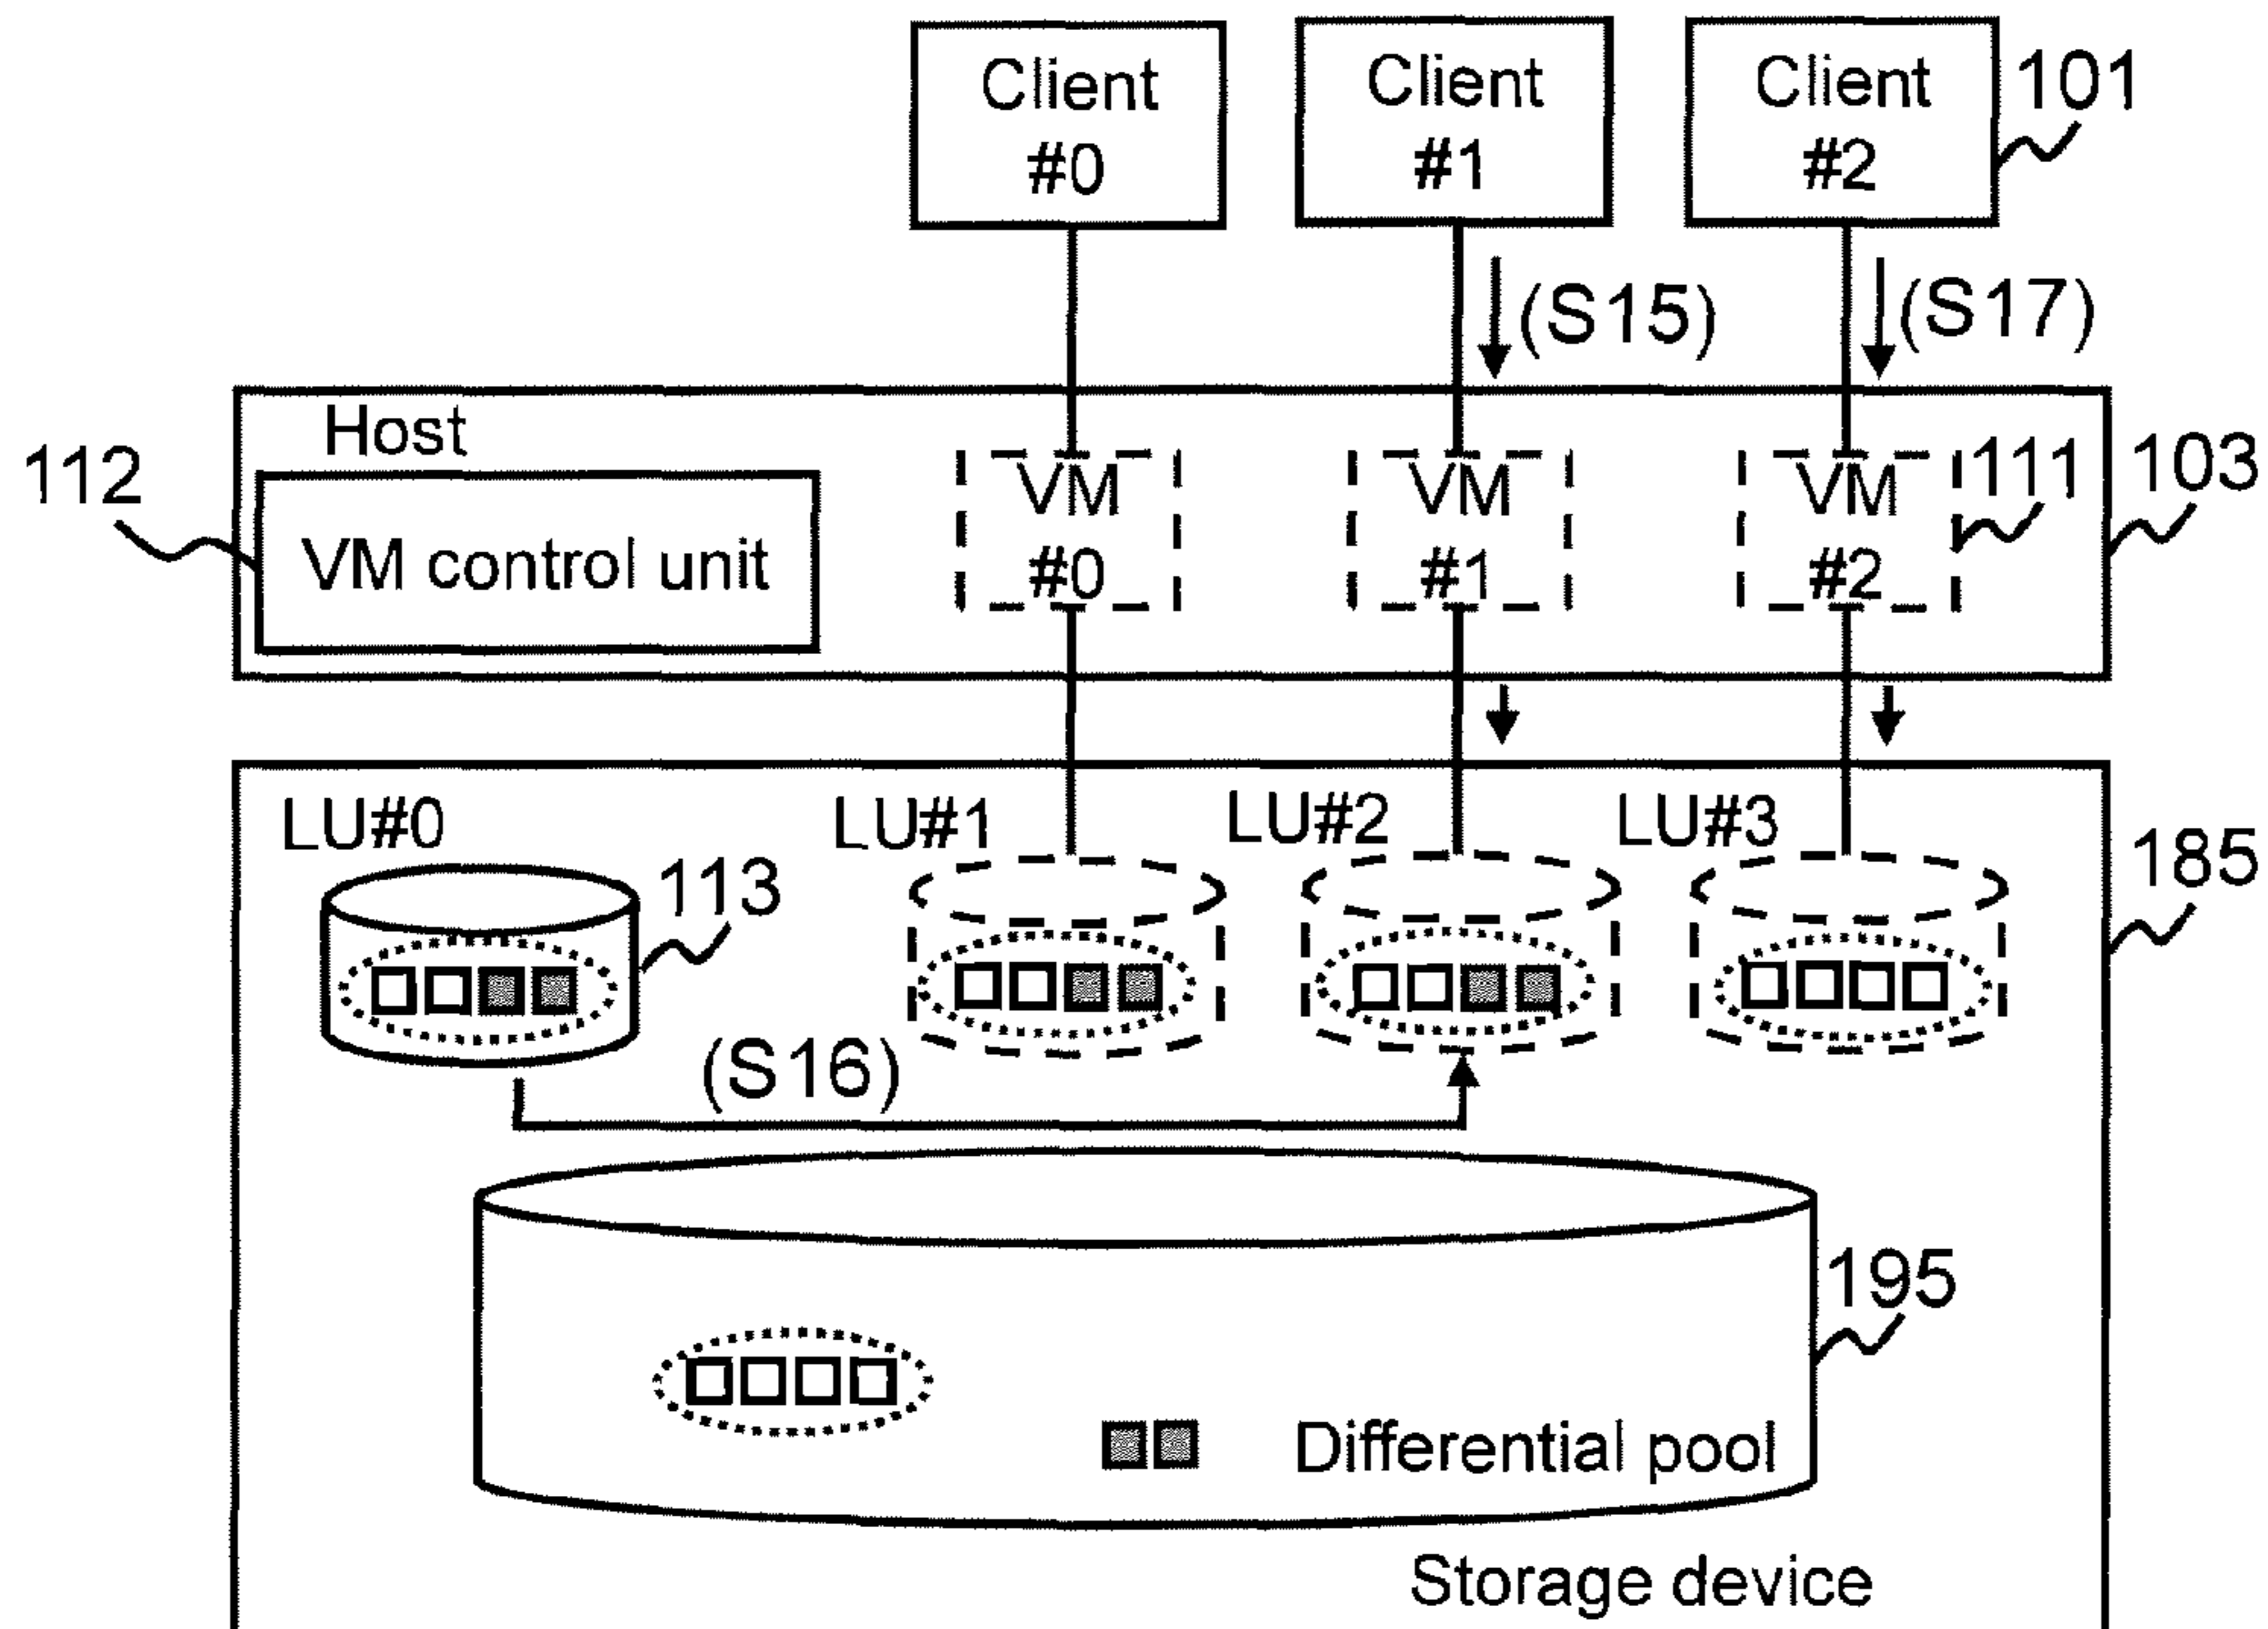 Client
#0
Client
#1
Client
#2
101
(S15)
(S17)
Host
112
VM control unit
VM
#0
VM
#1
VM
#2
111
103
LU#0
LU#1
LU#2
LU#3
113
185
(S16)
195
Differential pool
Storage device